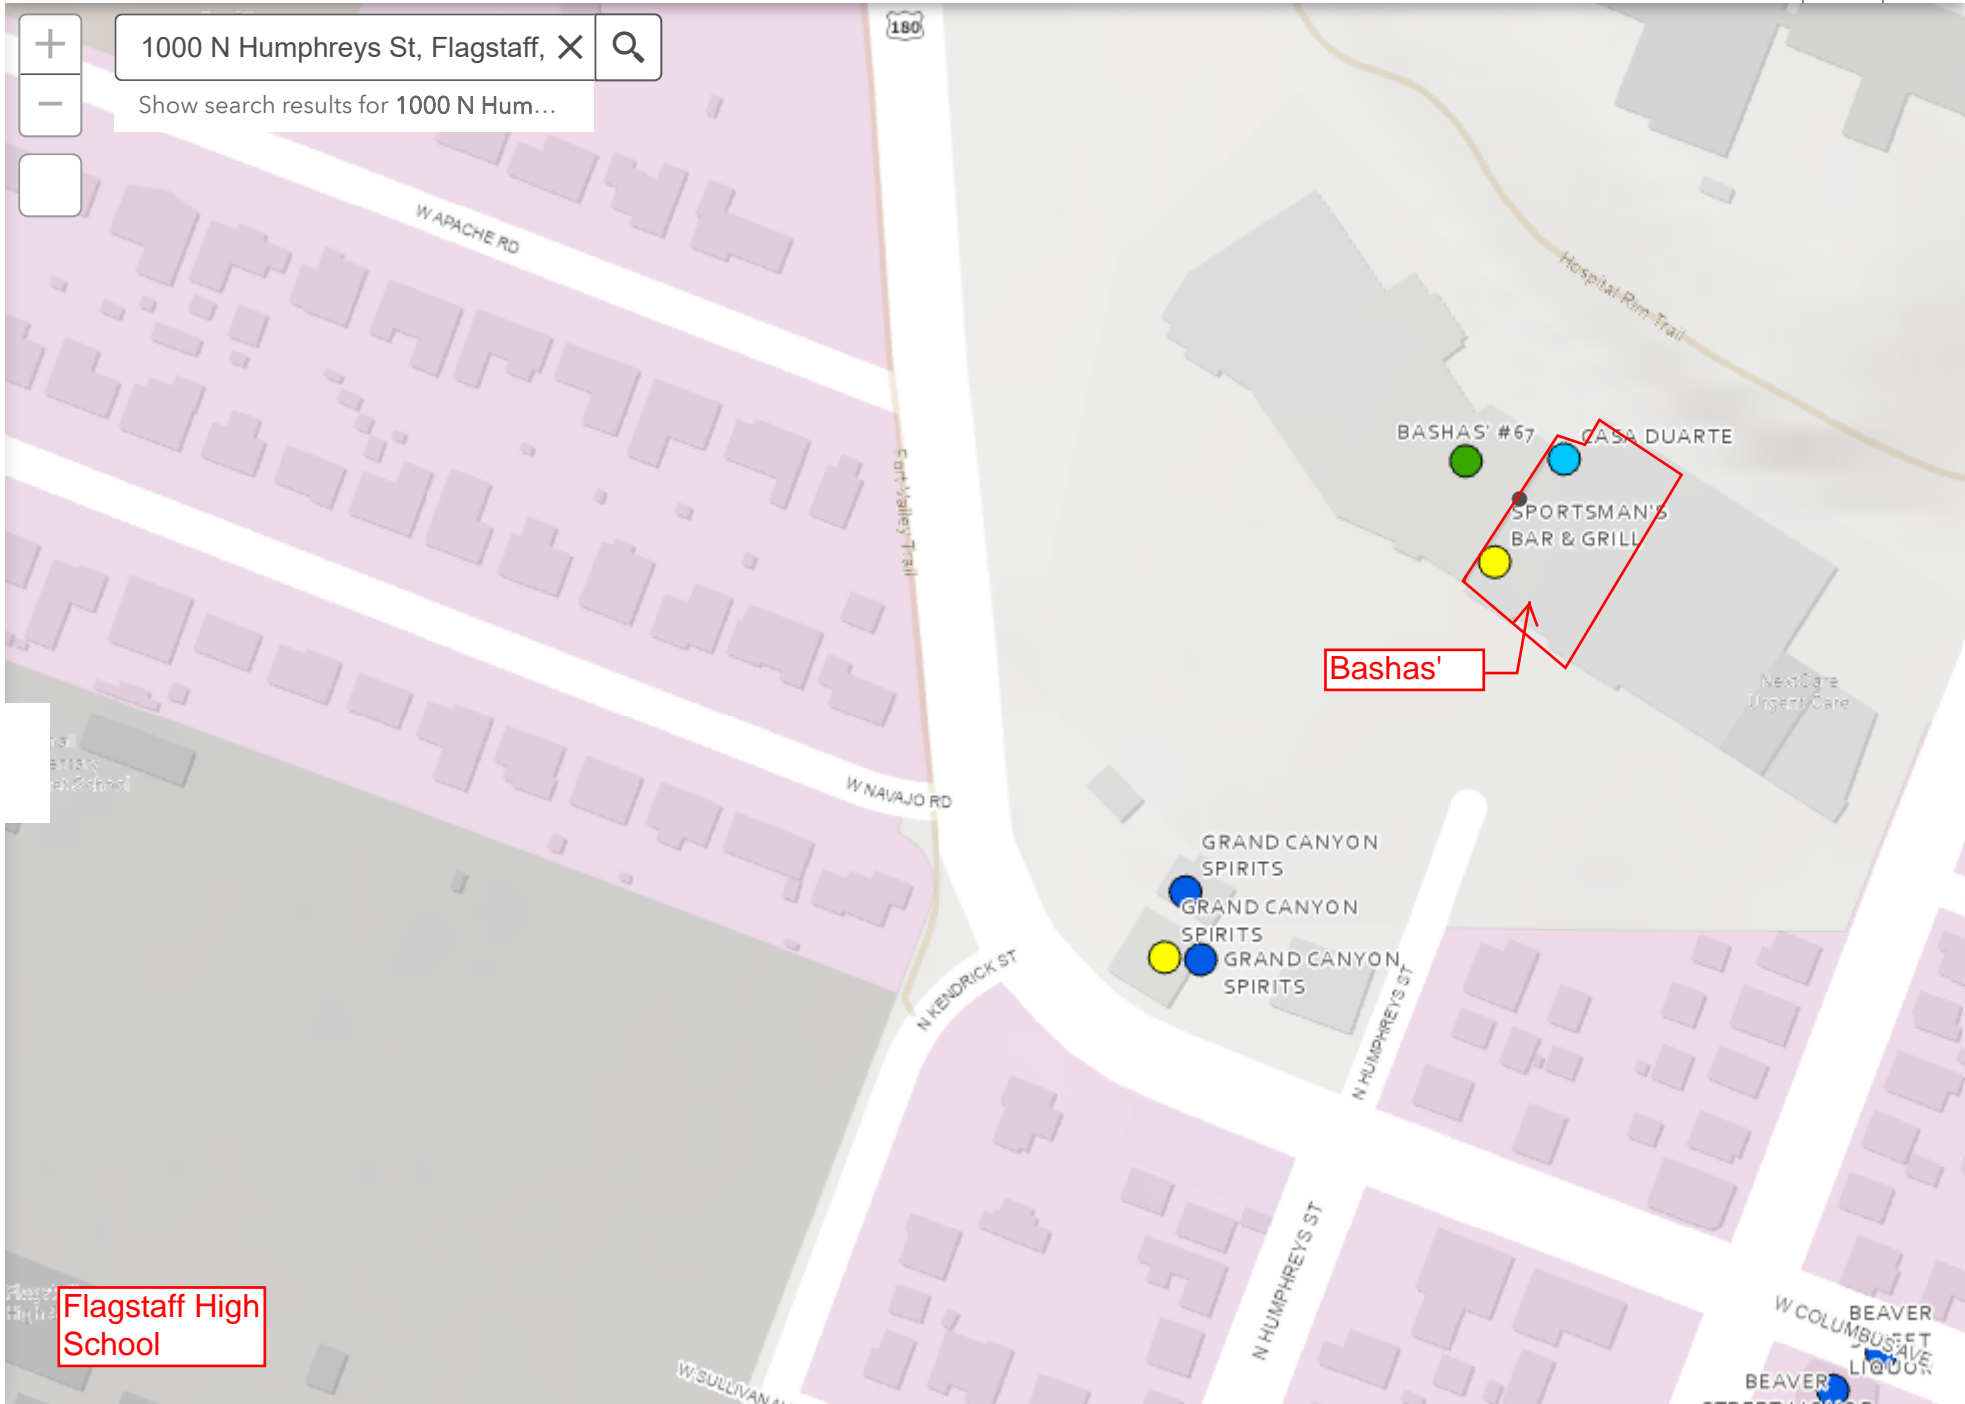 180
1000 N Humphreys St, Flagstaff,
Show search results for 1000 N Hum...
W APACHE RD
Hospital Rim Trail
BASHAS' #67
CASA DUARTE
Fort Valley Trail
SPORTSMAN'S
BAR & GRILL
Bashas'
NextCare
Urgent Care
et School
W NAVAJO RD
GRAND CANYON
SPIRITS
GRAND CANYON
SPIRITS
GRAND CANYON
SPIRITS
N KENDRICK ST
N HUMPHREYS ST
N HUMPHREYS ST
Flagstaff High
School
W COLUMBUS AVE
BEAVER
LIQUOR
BEAVER
W SULLIVAN